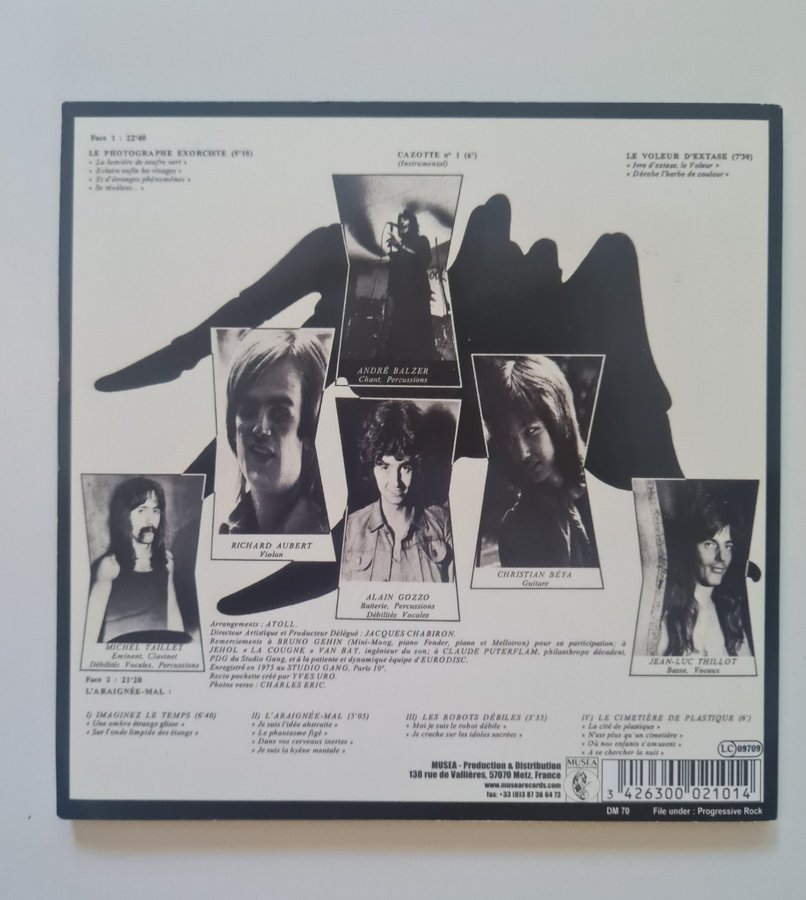 Face 1 : 22'40
LE PHOTOGRAPHE EXORCISTE (9'10)
« La lumière de soufre vert »
« Eclaire enfin les visages »
« Et d'étranges phénomènes »
« Se révèlent... »
CAZOTTE nº 1 (6')
(Instrumental)
LE VOLEUR D'EXTASE (7'30)
« Ivre d'extase, le Voleur »
« Dérobe l'herbe de couleur »
ANDRÉ BALZER
Chant, Percussions
RICHARD AUBERT
Violon
CHRISTIAN BÉYA
Guitare
ALAIN GOZZO
Batterie, Percussions
Débilités Vocales
MICHEL TAILLET
Eminent, Clavinet
Débilités Vocales, Percussions
JEAN-LUC THILLOT
Basse, Vocaux
Arrangements : ATOLL.
Directeur Artistique et Producteur Délégué : JACQUES CHABIRON.
Remerciements à BRUNO GEHIN (Mini-Moog, piano Fender, piano et Mellotron) pour sa participation; à
JEHOL « LA COUGNE » VAN BAY, ingénieur du son; à CLAUDE PUTERFLAM, philanthrope décadent,
PDG du Studio Gang, et à la patiente et dynamique équipe d'EURODISC.
Enregistré en 1975 au STUDIO GANG, Paris 10e.
Recto pochette créé par YVES URO.
Photos verso : CHARLES ERIC.
Face 2 : 21'20
L'ARAIGNÉE-MAL :
I) IMAGINEZ LE TEMPS (6'40)
« Une ombre étrange glisse »
« Sur l'onde limpide des étangs »
II) L'ARAIGNÉE-MAL (5'05)
« Je suis l'idée abstraite »
« Le phantasme figé »
« Dans vos cerveaux inertes »
« Je suis la hyène mentale »
III) LES ROBOTS DÉBILES (3'35)
« Moi je suis le robot débile »
« Je crache sur les idoles sacrées »
IV) LE CIMETIÈRE DE PLASTIQUE (6')
« La cité de plastique »
« N'est plus qu'un cimetière »
« Où nos enfants s'amusent »
« A se chercher la nuit »
LC 09709
MUSEA - Production & Distribution
138 rue de Vallières, 57070 Metz, France
www.musearecords.com
fax: +33 (0)3 87 36 64 73
MUSEA
3 426300 021014
DM 70 File under : Progressive Rock